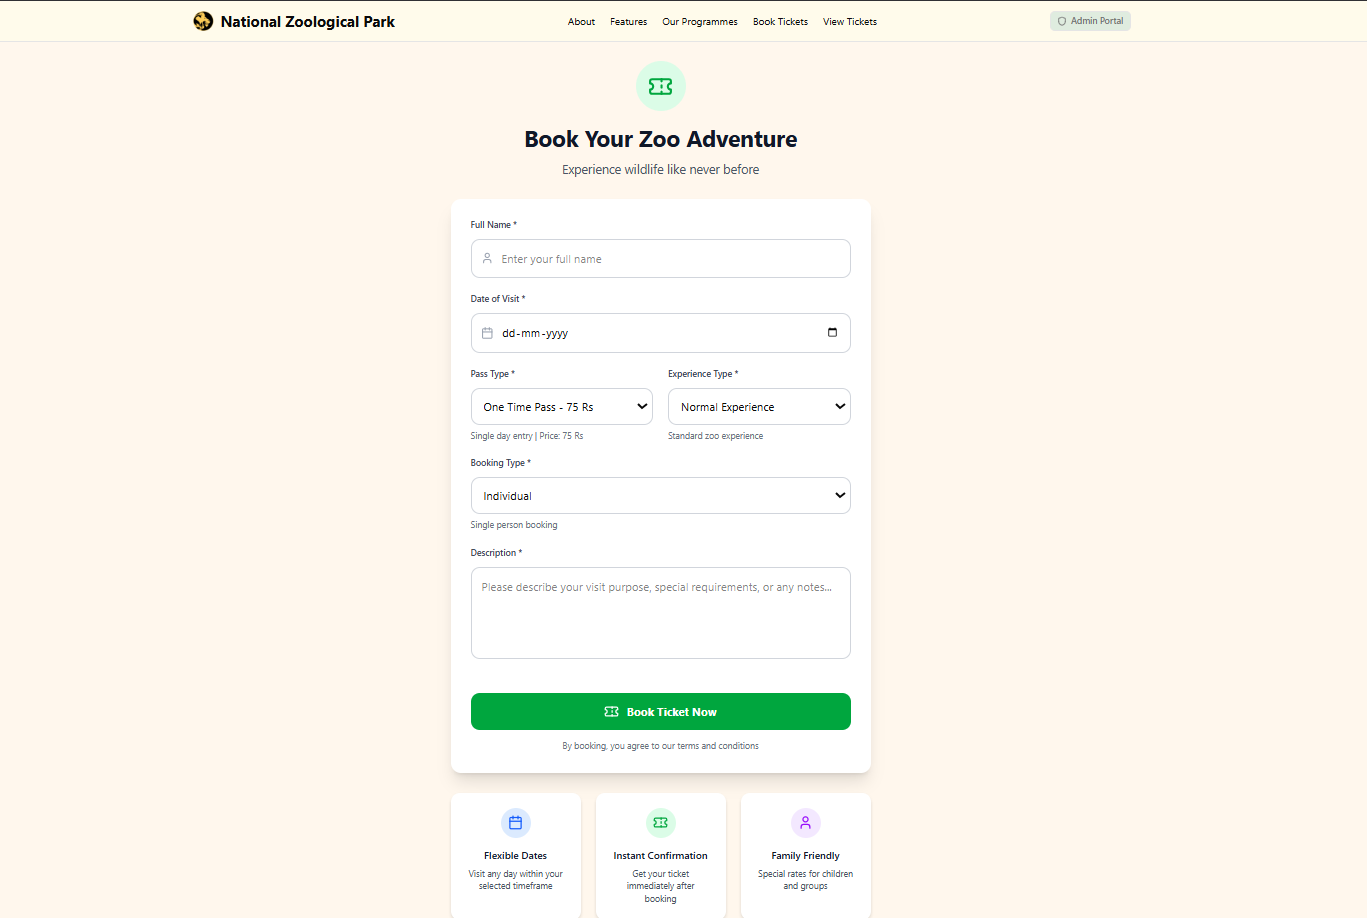 National Zoological Park
About Features Our Programmes Book Tickets View Tickets
Admin Portal
Book Your Zoo Adventure
Experience wildlife like never before
Full Name *
Enter your full name
Date of Visit *
dd-mm-yyyy
Pass Type * Experience Type *
One Time Pass - 75 Rs Normal Experience
Single day entry | Price: 75 Rs Standard zoo experience
Booking Type *
Individual
Single person booking
Description *
Please describe your visit purpose, special requirements, or any notes...
Book Ticket Now
By booking, you agree to our terms and conditions
Flexible Dates
Visit any day within your
selected timeframe
Instant Confirmation
Get your ticket
immediately after
booking
Family Friendly
Special rates for children
and groups